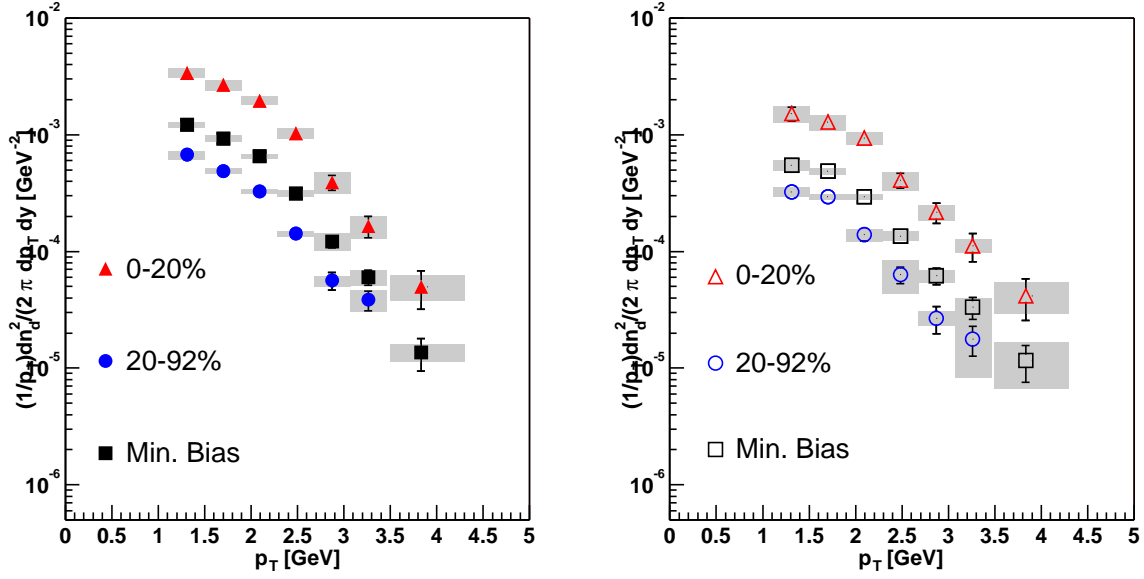 10^-2
10^-3
10^-4
10^-5
10^-6
(1/p_T)dn_d^2/(2 π dp_T dy [GeV^-2]
0-20%
20-92%
Min. Bias
0 0.5 1 1.5 2 2.5 3 3.5 4 4.5 5
p_T [GeV]
10^-2
10^-3
10^-4
10^-5
10^-6
(1/p_T)dn_d^2/(2 π dp_T dy [GeV^-2]
0-20%
20-92%
Min. Bias
0 0.5 1 1.5 2 2.5 3 3.5 4 4.5 5
p_T [GeV]